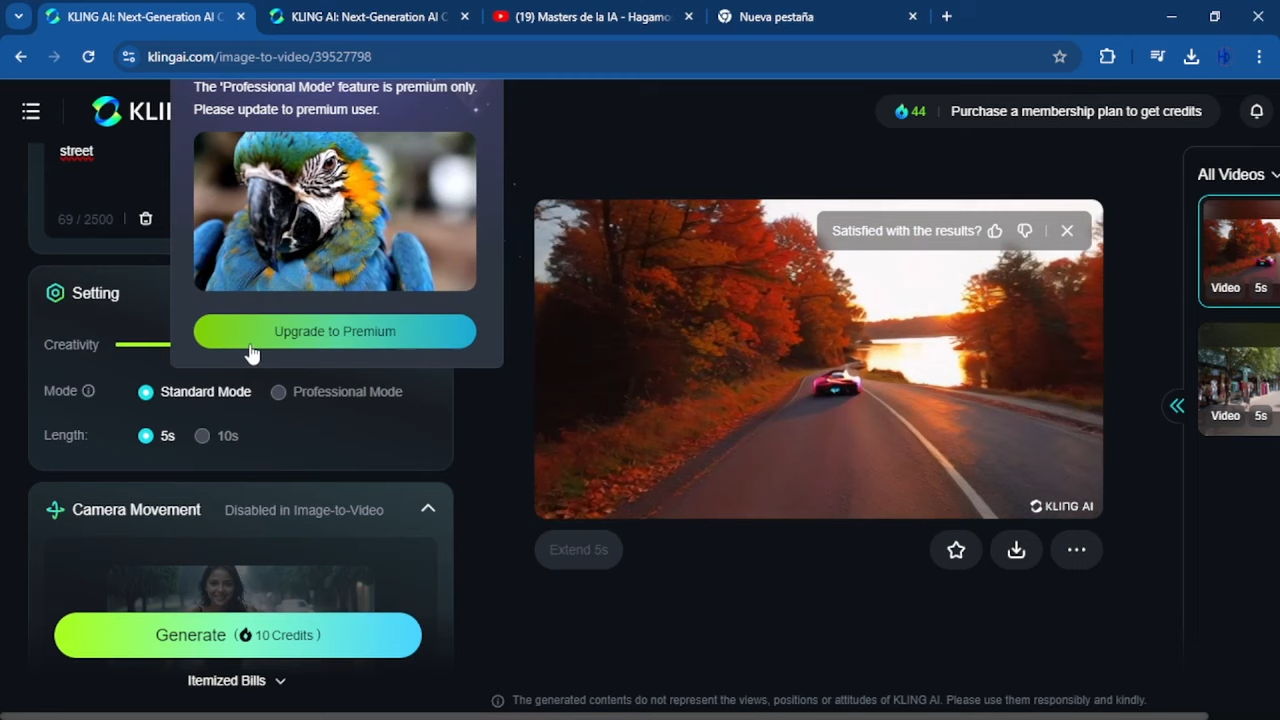 KLING AI: Next-Generation AI C
KLING AI: Next-Generation AI C
(19) Masters de la IA - Hagamo
Nueva pestaña
klingai.com/image-to-video/39527798
The 'Professional Mode' feature is premium only.
Please update to premium user.
Upgrade to Premium
KLI
44
Purchase a membership plan to get credits
street
69 / 2500
Setting
Creativity
Mode
Standard Mode
Professional Mode
Length:
5s
10s
Camera Movement
Disabled in Image-to-Video
Generate ( 10 Credits )
Itemized Bills
Satisfied with the results?
KLING AI
Extend 5s
All Videos
Video 5s
Video 5s
The generated contents do not represent the views, positions or attitudes of KLING AI. Please use them responsibly and kindly.